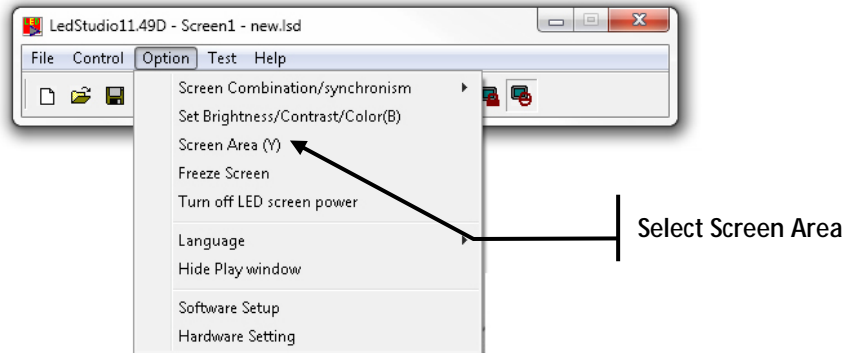 LedStudio11.49D - Screen1 - new.lsd
File Control Option Test Help
Screen Combination/synchronism
Set Brightness/Contrast/Color(B)
Screen Area (Y)
Freeze Screen
Turn off LED screen power
Select Screen Area
Language
Hide Play window
Software Setup
Hardware Setting